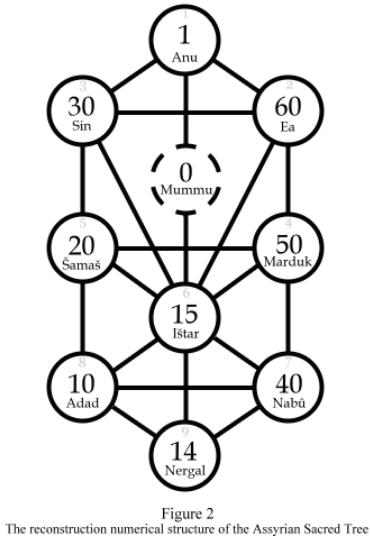 1
1
Anu
3
30
Sin
2
60
Ea
0
Mummu
5
20
Šamaš
4
50
Marduk
6
15
Ištar
8
10
Adad
7
40
Nabû
9
14
Nergal
Figure 2
The reconstruction numerical structure of the Assyrian Sacred Tree